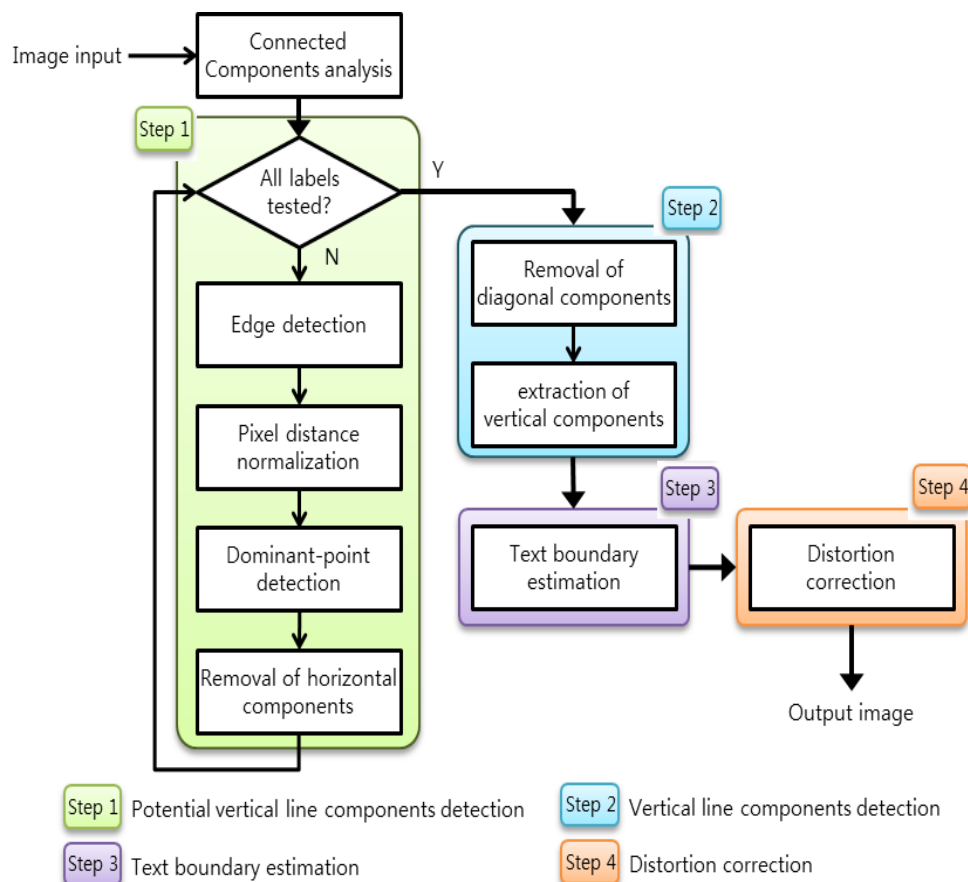 Image input
Connected
Components analysis
Step 1
All labels
tested?
Y
N
Edge detection
Pixel distance
normalization
Dominant-point
detection
Removal of horizontal
components
Step 2
Removal of
diagonal components
extraction of
vertical components
Step 3
Text boundary
estimation
Step 4
Distortion
correction
Output image
Step 1 Potential vertical line components detection
Step 2 Vertical line components detection
Step 3 Text boundary estimation
Step 4 Distortion correction